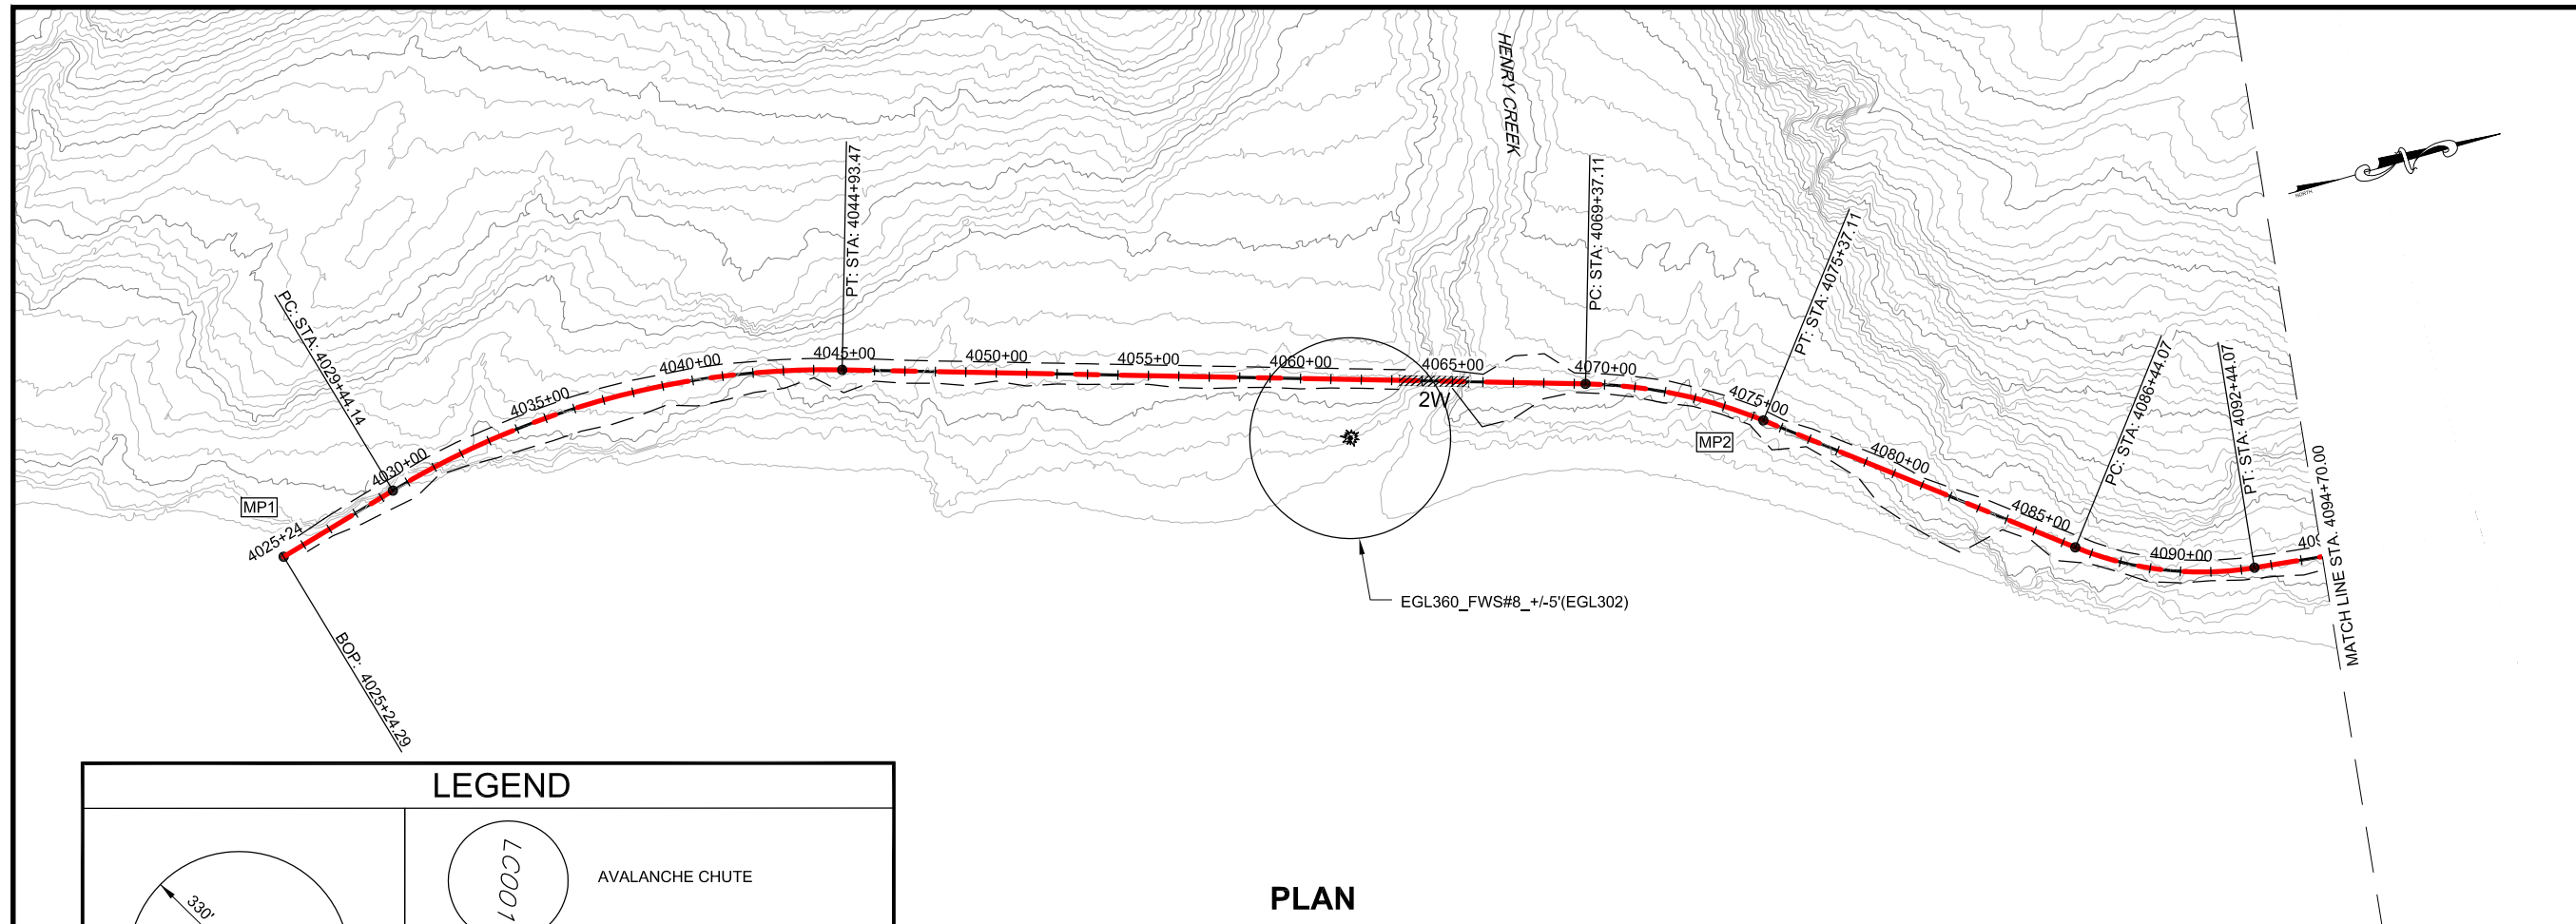 HENRY CREEK
NORTH
PC: STA: 4029+44.14
PT: STA: 4044+93.47
PC: STA: 4069+37.11
PT: STA: 4075+37.11
PC: STA: 4086+44.07
PT: STA: 4092+44.07
MATCH LINE STA. 4094+70.00
4025+24
4030+00
4035+00
4040+00
4045+00
4050+00
4055+00
4060+00
4065+00
4070+00
4075+00
4080+00
4085+00
4090+00
MP1
2W
MP2
BOP: 4025+24.29
EGL360_FWS#8_+/-5'(EGL302)
LEGEND
330'
LC001
AVALANCHE CHUTE
PLAN